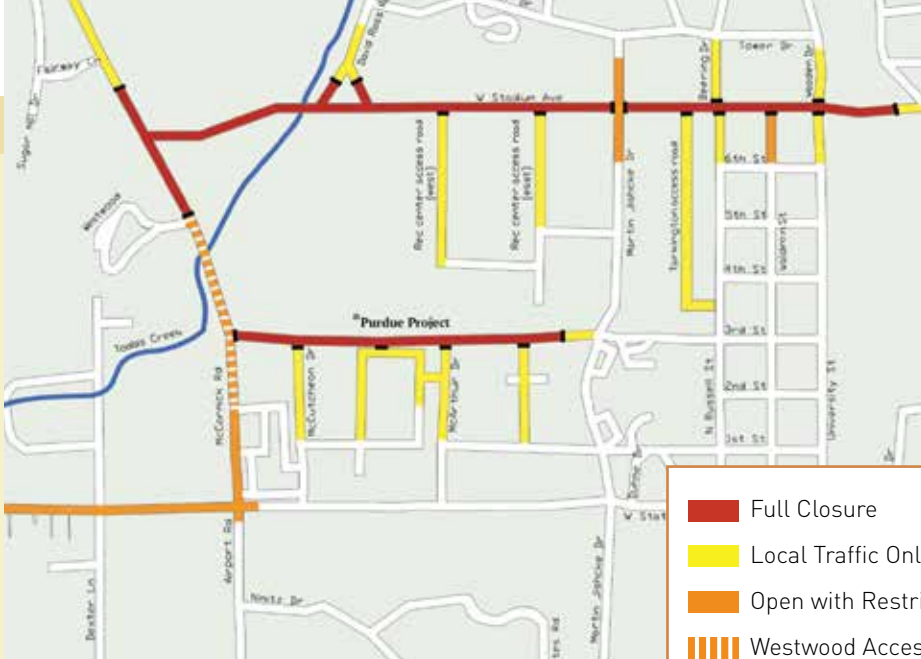 David Ross
Fairway Ln
Sugar Hill Dr
W Stadium Ave
Beering Dr
Tower Dr
Wooden Dr
Westwood
Rec center access road
(west)
Rec center access road
(east)
Martin Jischke Dr
Tarkington access road
6th St
5th St
Waldron St
4th St
3rd St
2nd St
1st St
N Russell St
University St
*Purdue Project
McCormick Rd
McCutcheon Dr
McArthur Dr
W Stat
Airport Rd
Dexter Ln
Nimitz Dr
Martin Jischke Dr
Dr
Full Closure
Local Traffic Onl
Open with Restri
Westwood Acces